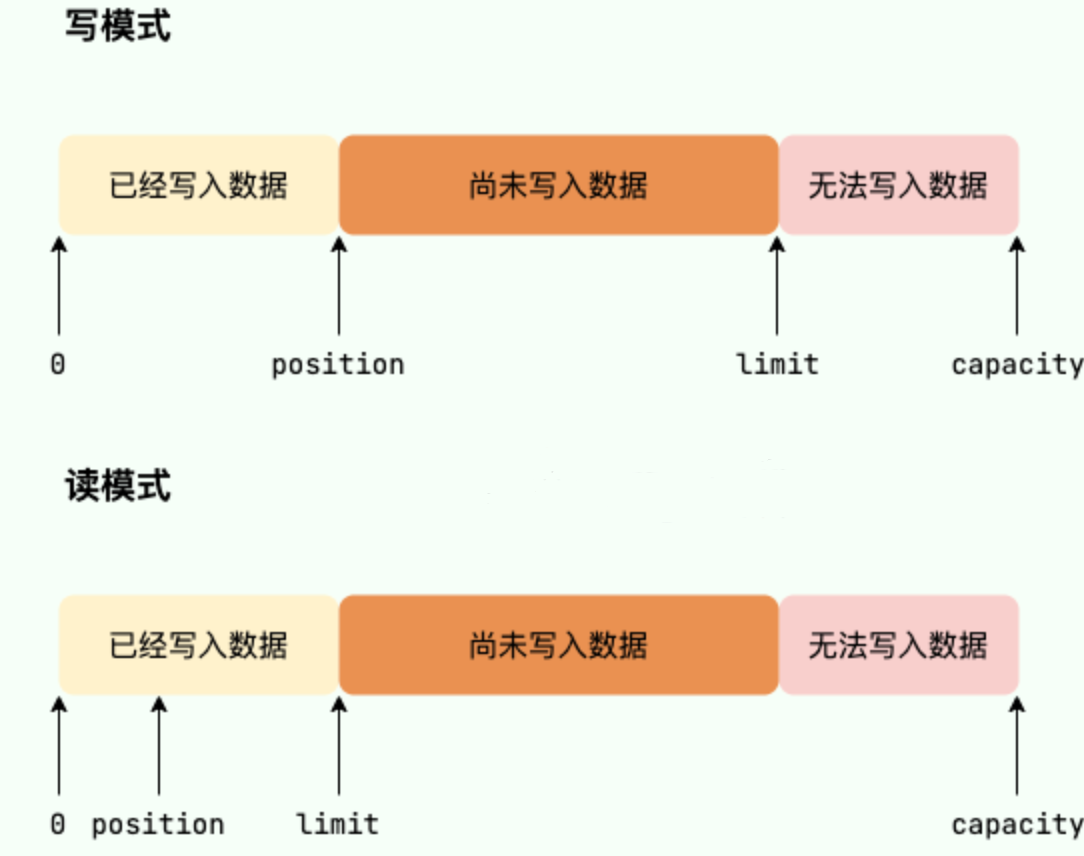 写模式
已经写入数据 尚未写入数据 无法写入数据
0 position limit capacity
读模式
已经写入数据 尚未写入数据 无法写入数据
0 position limit capacity